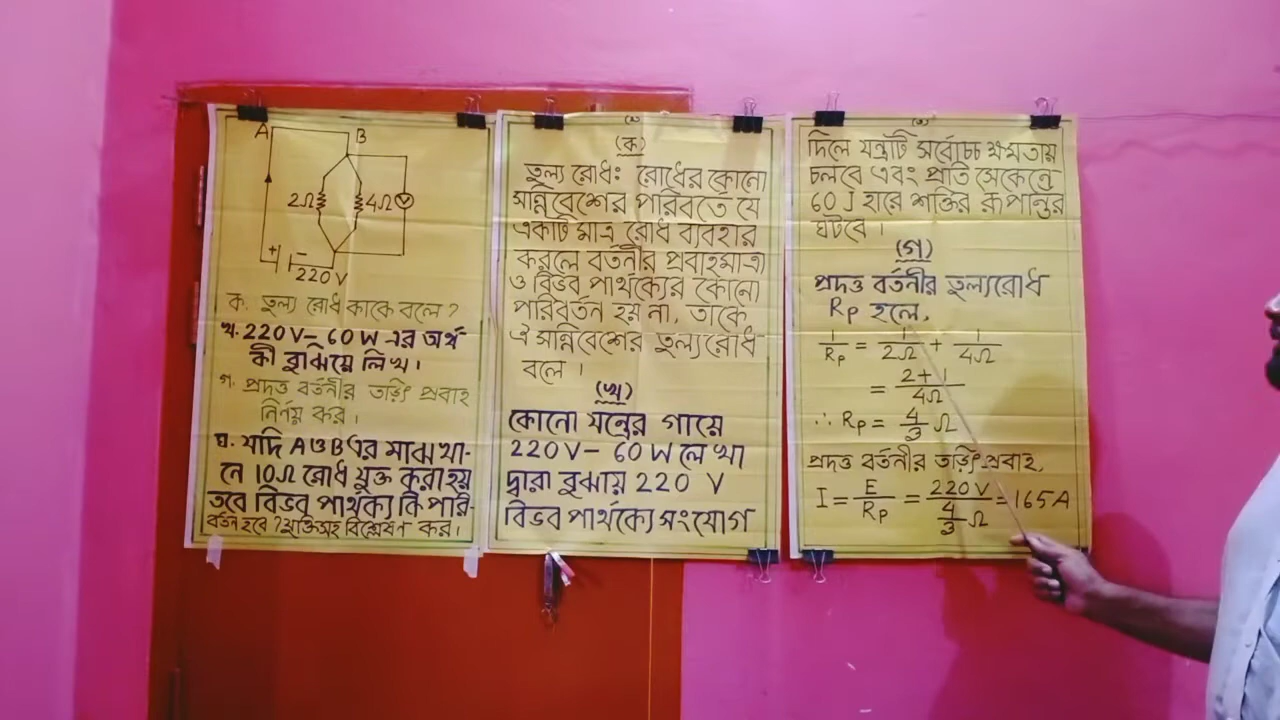 A
B
2Ω
4Ω
V
+
-
220 V
ক. তুল্য রোধ কাকে বলে ?
খ. 220 V – 60 W এর অর্থ
কী বুঝিয়ে লিখ।
গ. প্রদত্ত বর্তনীর তড়িৎ প্রবাহ
নির্ণয় কর।
ঘ. যদি A ও B এর মাঝখা-
নে 10Ω রোধ যুক্ত করা হয়
তবে বিভব পার্থক্যে কি পরি-
বর্তন হবে ? যুক্তিসহ বিশ্লেষণ কর।
(২)
(ক)
তুল্য রোধঃ রোধের কোনো
সন্নিবেশের পরিবর্তে যে
একটি মাত্র রোধ ব্যবহার
করলে বর্তনীর প্রবাহমাত্রা
ও বিভব পার্থক্যের কোনো
পরিবর্তন হয় না, তাকে
ঐ সন্নিবেশের তুল্যরোধ
বলে ।
(খ)
কোনো যন্ত্রের গায়ে
220V – 60 W লেখা
দ্বারা বুঝায় 220 V
বিভব পার্থক্যে সংযোগ
(৩)
দিলে যন্ত্রটি সর্বোচ্চ ক্ষমতায়
চলবে এবং প্রতি সেকেন্ডে
60 J হারে শক্তির রূপান্তর
ঘটবে ।
(গ)
প্রদত্ত বর্তনীর তুল্যরোধ
Rp হলে,
1/Rp = 1/2Ω + 1/4Ω
= 2+1/4Ω
∴ Rp = 4/3 Ω
প্রদত্ত বর্তনীর তড়িৎ প্রবাহ,
I = E/Rp = 220V/4/3 Ω = 165A